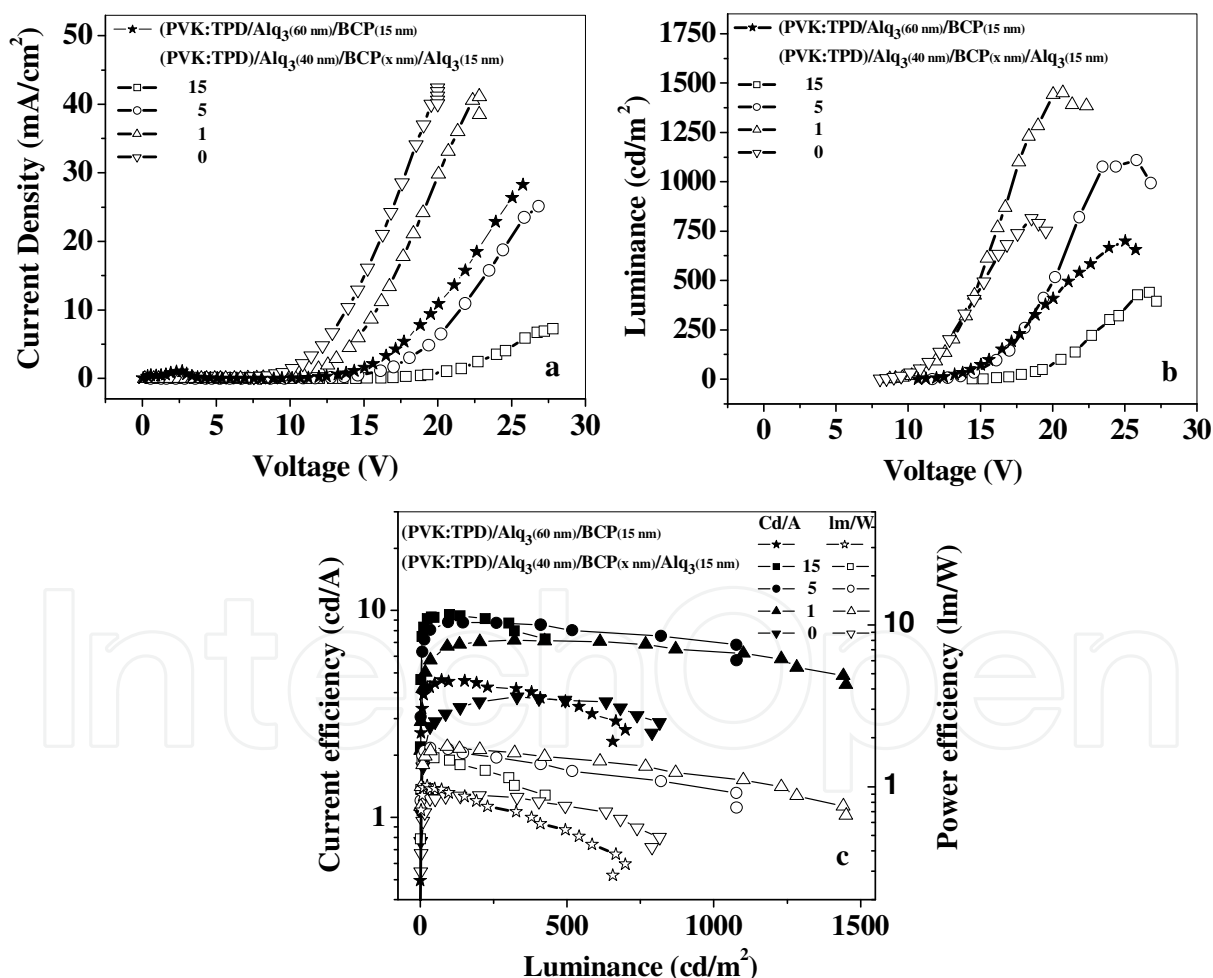 (PVK:TPD/Alq3(60 nm)/BCP(15 nm)
(PVK:TPD)/Alq3(40 nm)/BCP(x nm)/Alq3(15 nm)
15
5
1
0
50
40
30
20
10
0
Current Density (mA/cm²)
0 5 10 15 20 25 30
Voltage (V)
a
(PVK:TPD/Alq3(60 nm)/BCP(15 nm)
(PVK:TPD)/Alq3(40 nm)/BCP(x nm)/Alq3(15 nm)
15
5
1
0
1750
1500
1250
1000
750
500
250
0
Luminance (cd/m²)
0 5 10 15 20 25 30
Voltage (V)
b
Cd/A lm/W
(PVK:TPD)/Alq3(60 nm)/BCP(15 nm)
(PVK:TPD)/Alq3(40 nm)/BCP(x nm)/Alq3(15 nm)
15
5
1
0
10
1
Current efficiency (cd/A)
10
1
Power efficiency (lm/W)
c
0 500 1000 1500
Luminance (cd/m²)
IntechOpen